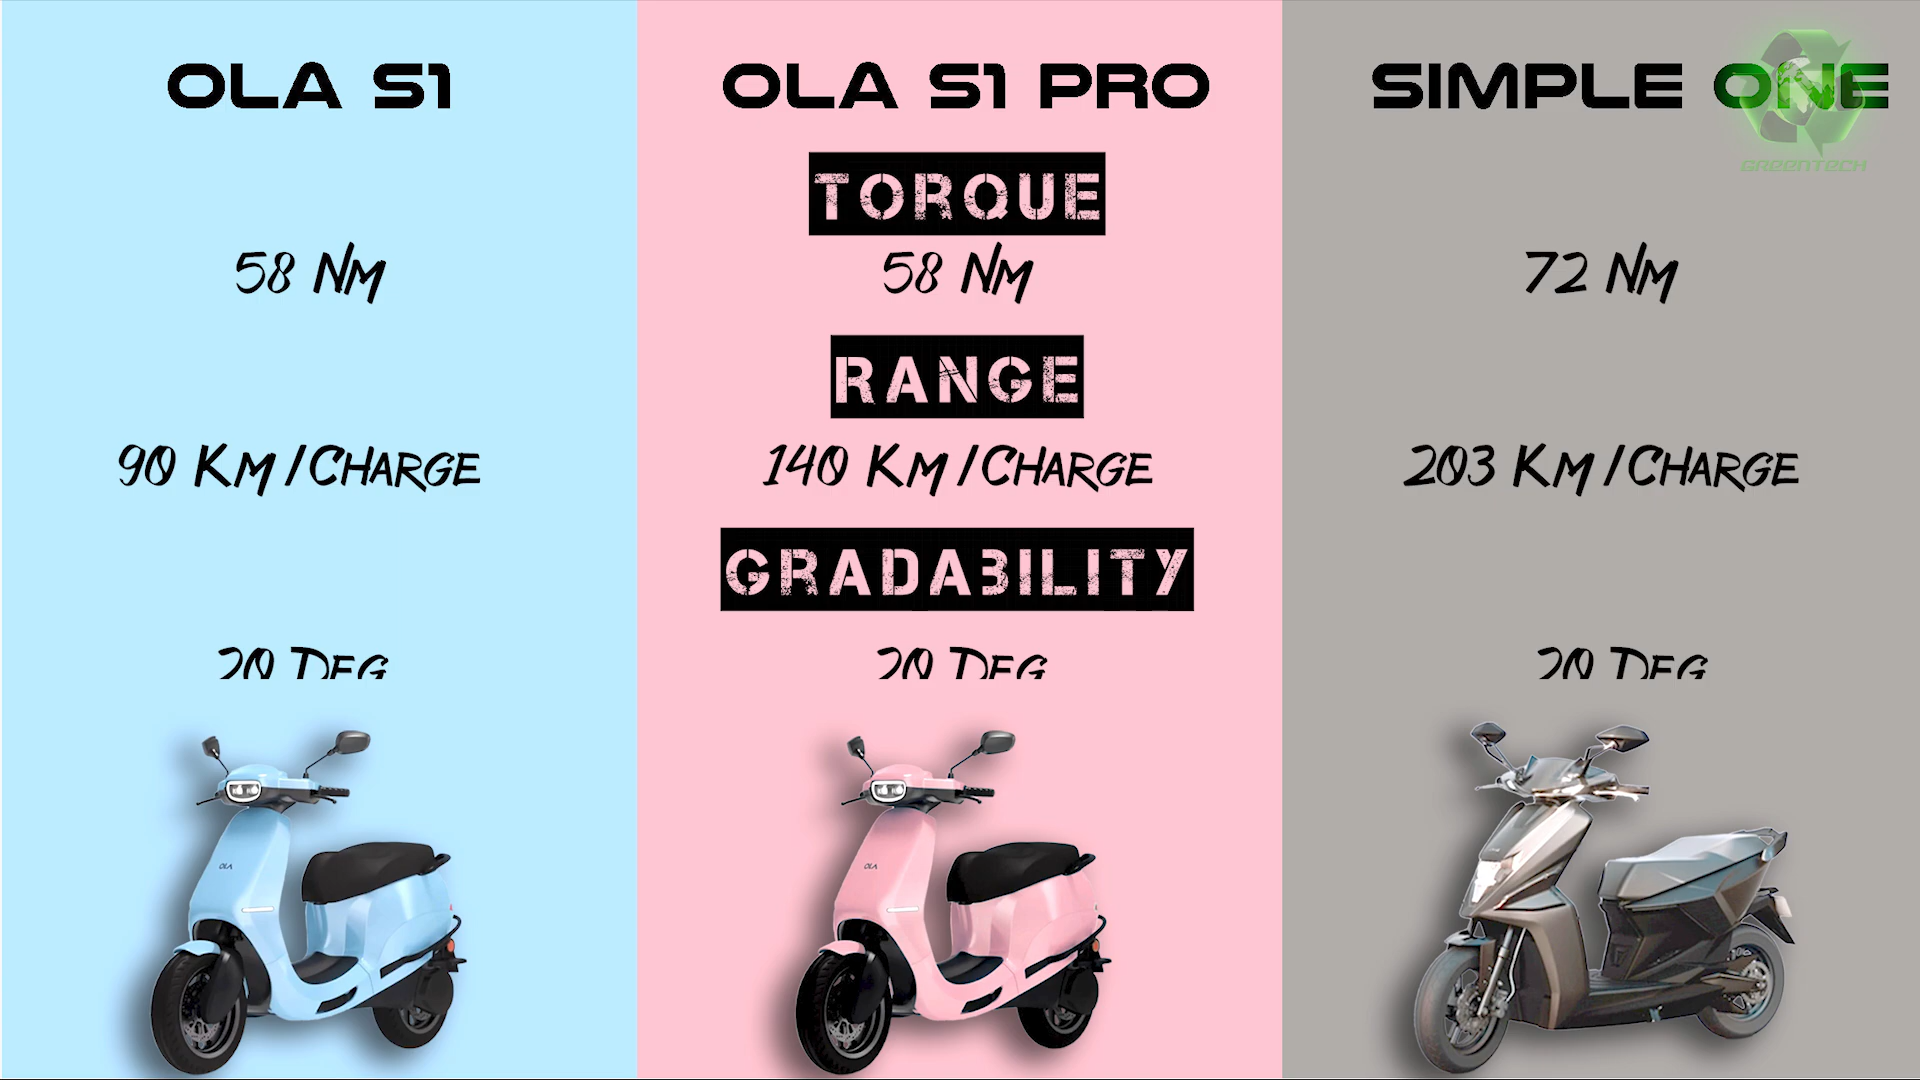 OLA S1
OLA S1 PRO
SIMPLE ONE
GREENTECH
TORQUE
58 NM
58 NM
72 NM
RANGE
90 KM/CHARGE
140 KM/CHARGE
203 KM/CHARGE
GRADABILITY
20 DEG
20 DEG
20 DEG
OLA
OLA